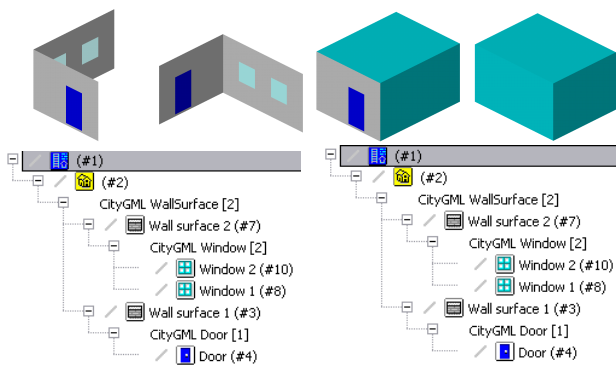 (#1)
(#2)
CityGML WallSurface [2]
Wall surface 2 (#7)
CityGML Window [2]
Window 2 (#10)
Window 1 (#8)
Wall surface 1 (#3)
CityGML Door [1]
Door (#4)
(#1)
(#2)
CityGML WallSurface [2]
Wall surface 2 (#7)
CityGML Window [2]
Window 2 (#10)
Window 1 (#8)
Wall surface 1 (#3)
CityGML Door [1]
Door (#4)